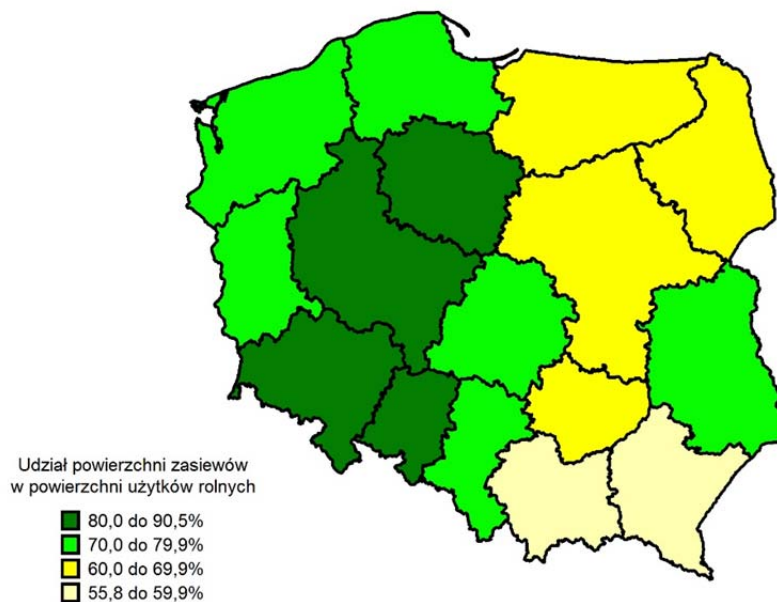 Udział powierzchni zasiewów
w powierzchni użytków rolnych
80,0 do 90,5%
70,0 do 79,9%
60,0 do 69,9%
55,8 do 59,9%